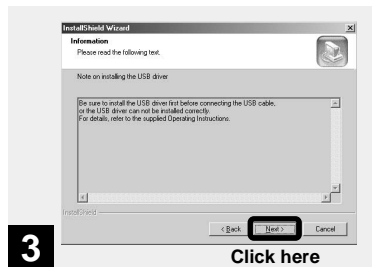 InstallShield Wizard
Information
Please read the following text.
Note on installing the USB driver
Be sure to install the USB driver first before connecting the USB cable,
or the USB driver can not be installed correctly.
For details, refer to the supplied Operating Instructions.
InstallShield
< Back Next > Cancel
3
Click here